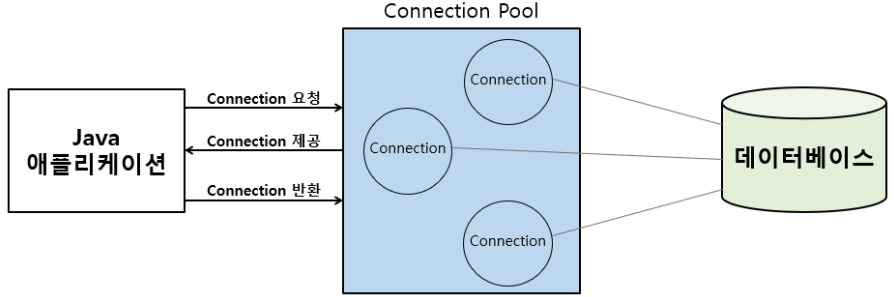 Connection Pool
Java
애플리케이션
Connection 요청
Connection 제공
Connection 반환
Connection
Connection
Connection
데이터베이스